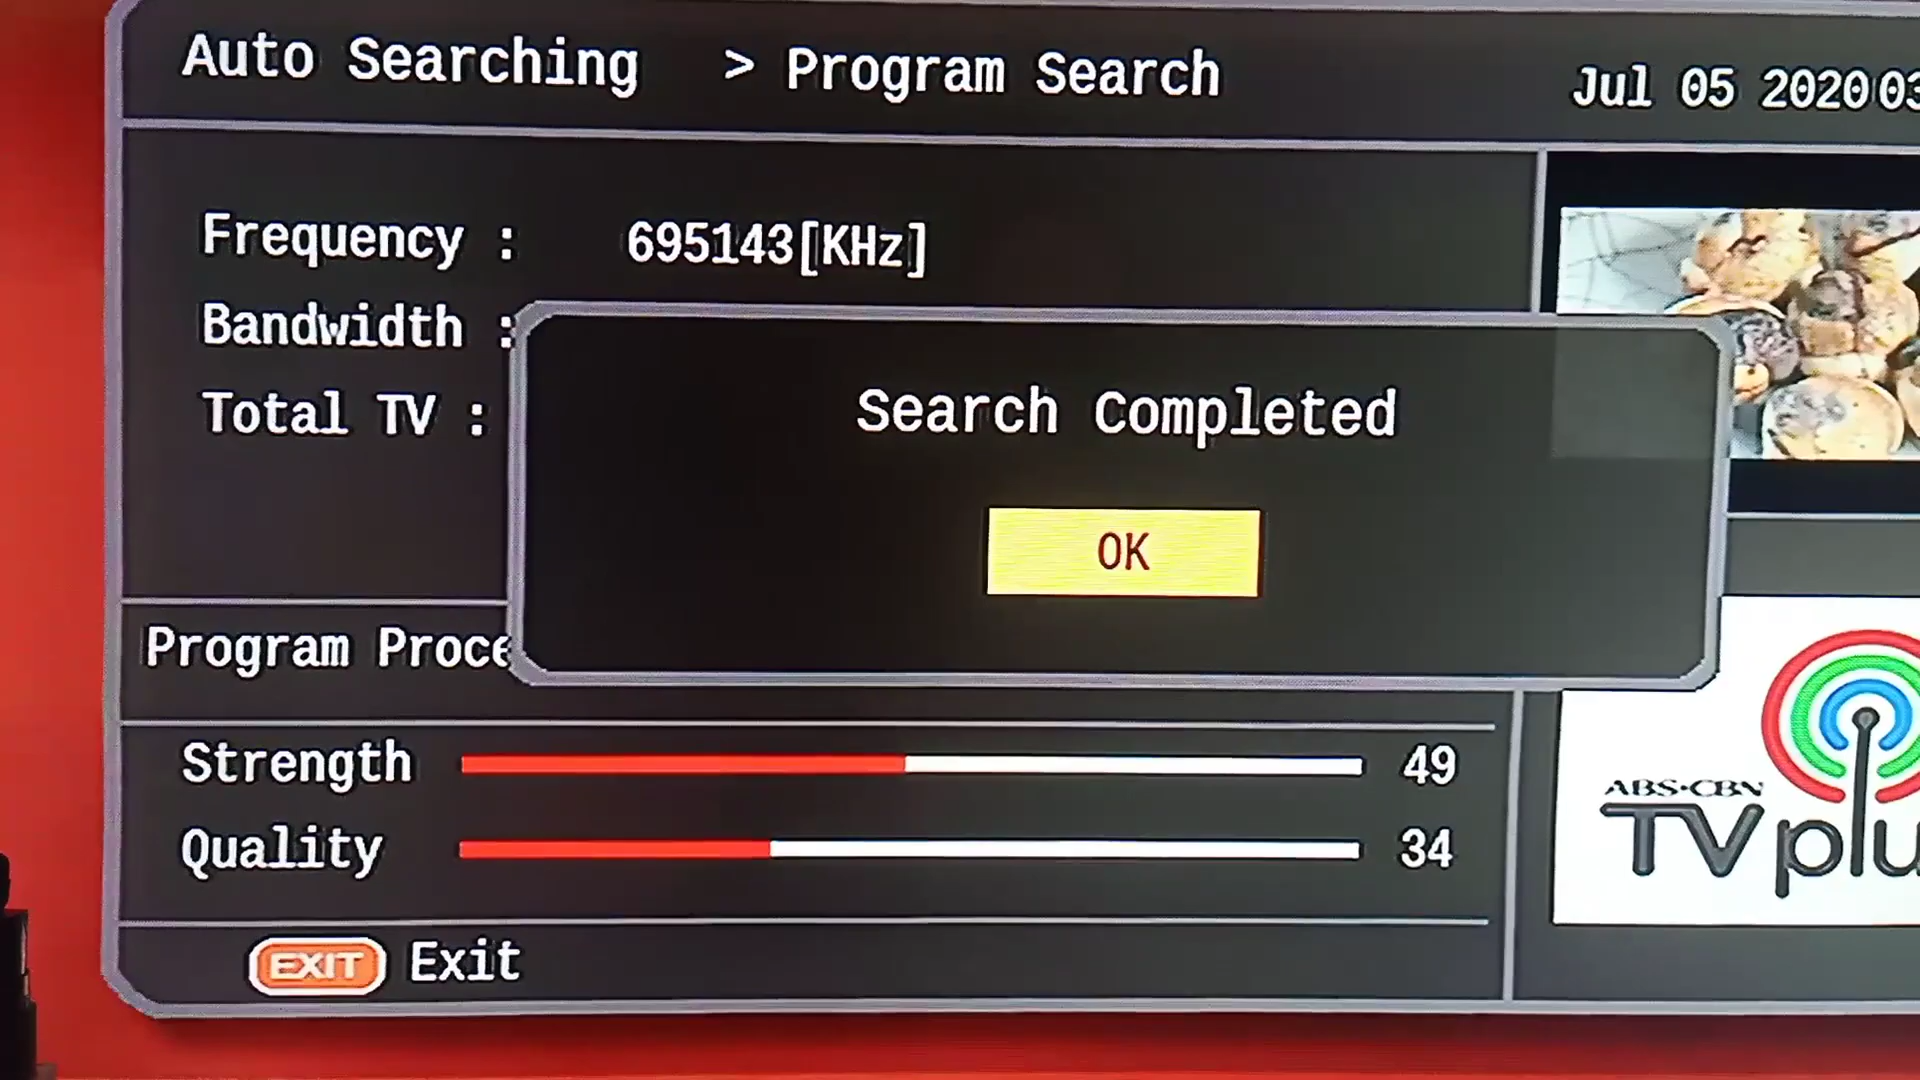 Auto Searching > Program Search
Jul 05 2020 03
Frequency : 695143[KHz]
Bandwidth :
Total TV :
Search Completed
OK
Program Proce
Strength 49
Quality 34
ABS-CBN
TVplu
EXIT Exit